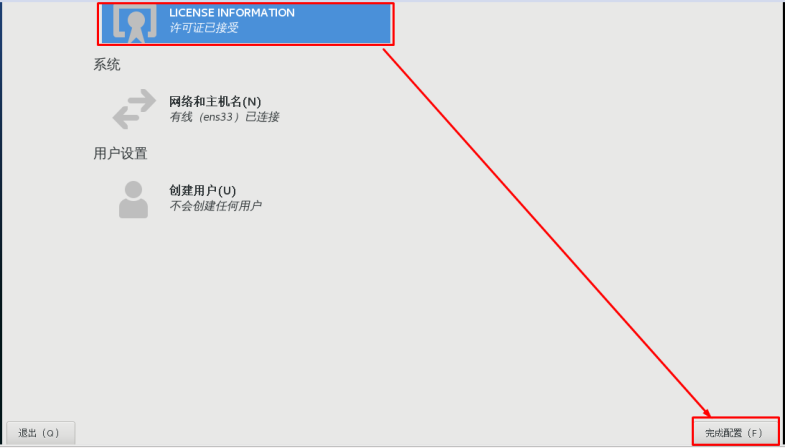 LICENSE INFORMATION
许可证已接受
系统
网络和主机名(N)
有线（ens33）已连接
用户设置
创建用户(U)
不会创建任何用户
退出（Q）
完成配置（F）